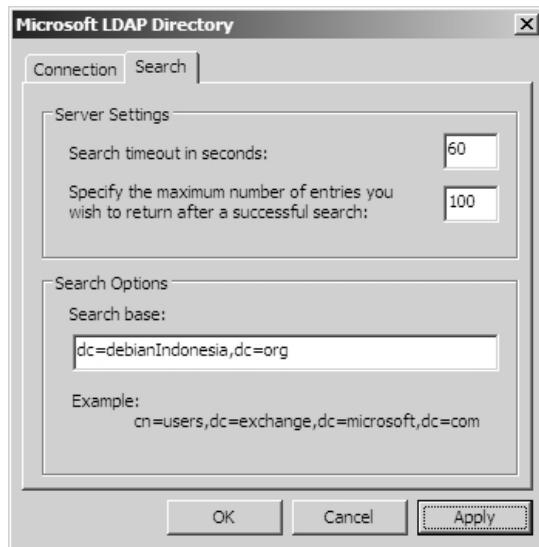 Microsoft LDAP Directory
Connection
Search
Server Settings
Search timeout in seconds:
60
Specify the maximum number of entries you
wish to return after a successful search:
100
Search Options
Search base:
dc=debianIndonesia,dc=org
Example:
cn=users,dc=exchange,dc=microsoft,dc=com
OK
Cancel
Apply